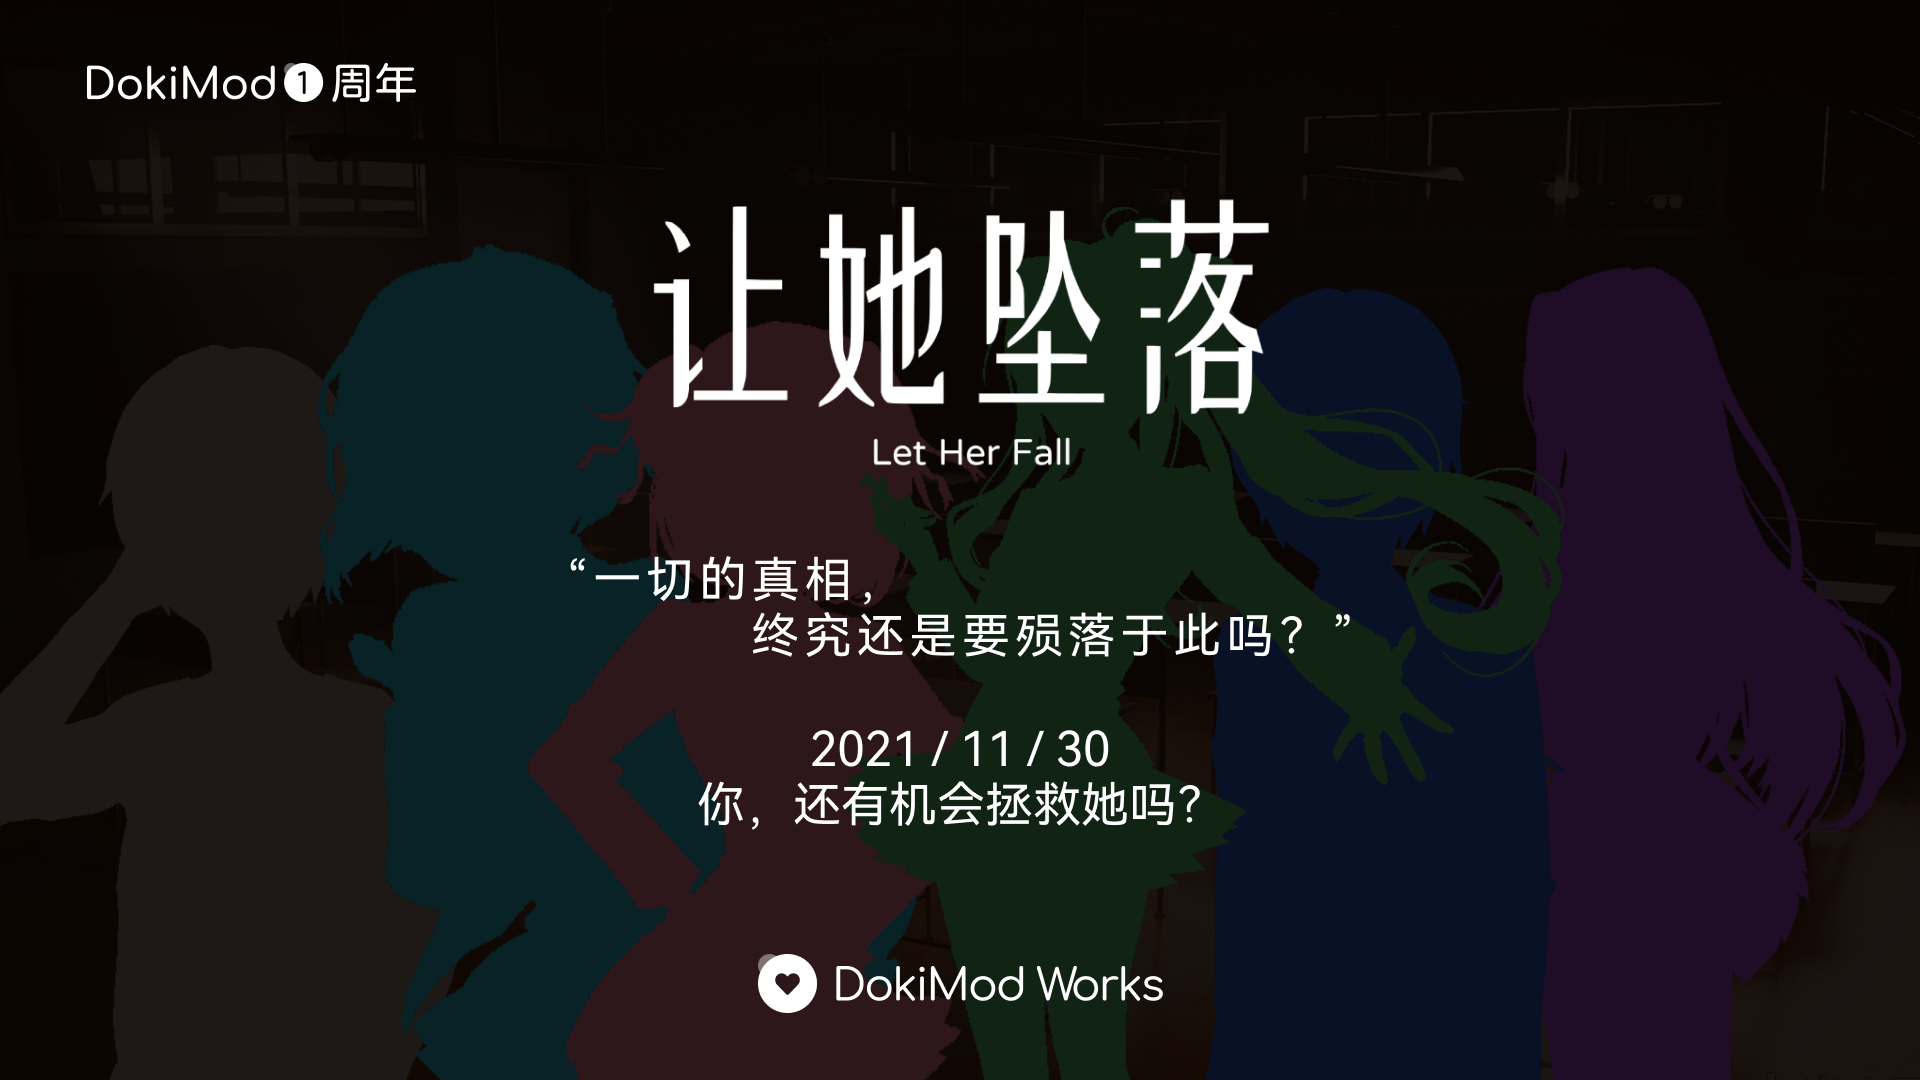 DokiMod 1 周年
让她坠落
Let Her Fall
“一切的真相，
终究还是要殒落于此吗？”
2021 / 11 / 30
你，还有机会拯救她吗？
DokiMod Works